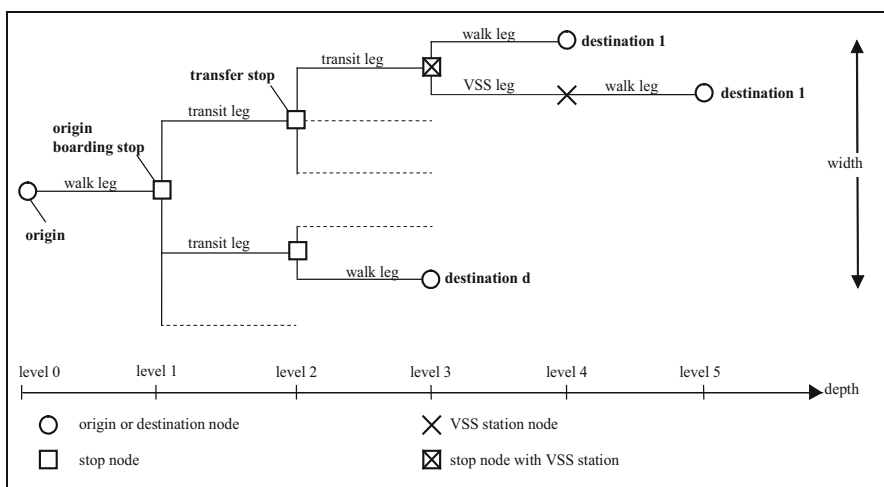 walk leg
destination 1
transit leg
transfer stop
VSS leg
walk leg
destination 1
transit leg
origin
boarding stop
walk leg
width
origin
transit leg
walk leg
destination d
level 0
level 1
level 2
level 3
level 4
level 5
depth
origin or destination node
VSS station node
stop node
stop node with VSS station